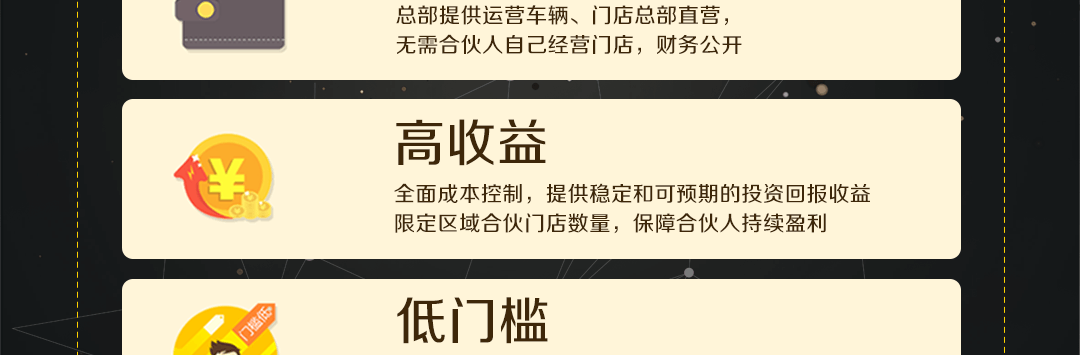 总部提供运营车辆、门店总部直营，
无需合伙人自己经营门店，财务公开
高收益
全面成本控制，提供稳定和可预期的投资回报收益
限定区域合伙门店数量，保障合伙人持续盈利
低门槛
门槛低